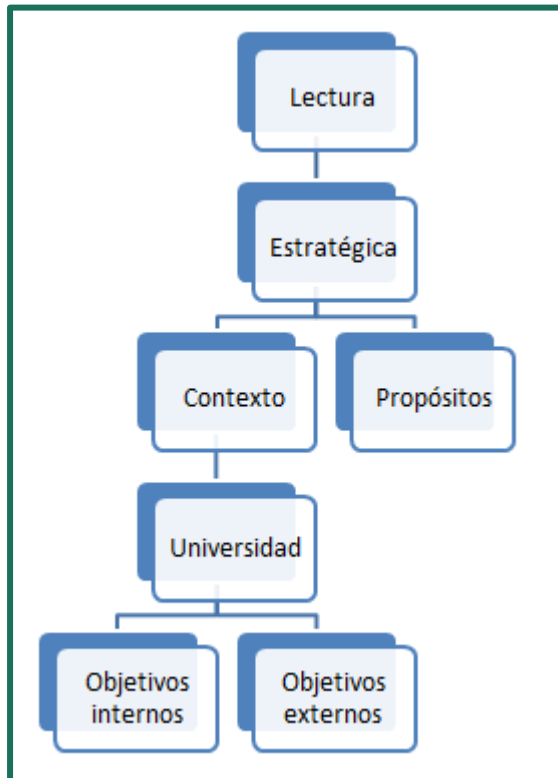 Lectura
Estratégica
Contexto
Propósitos
Universidad
Objetivos
internos
Objetivos
externos